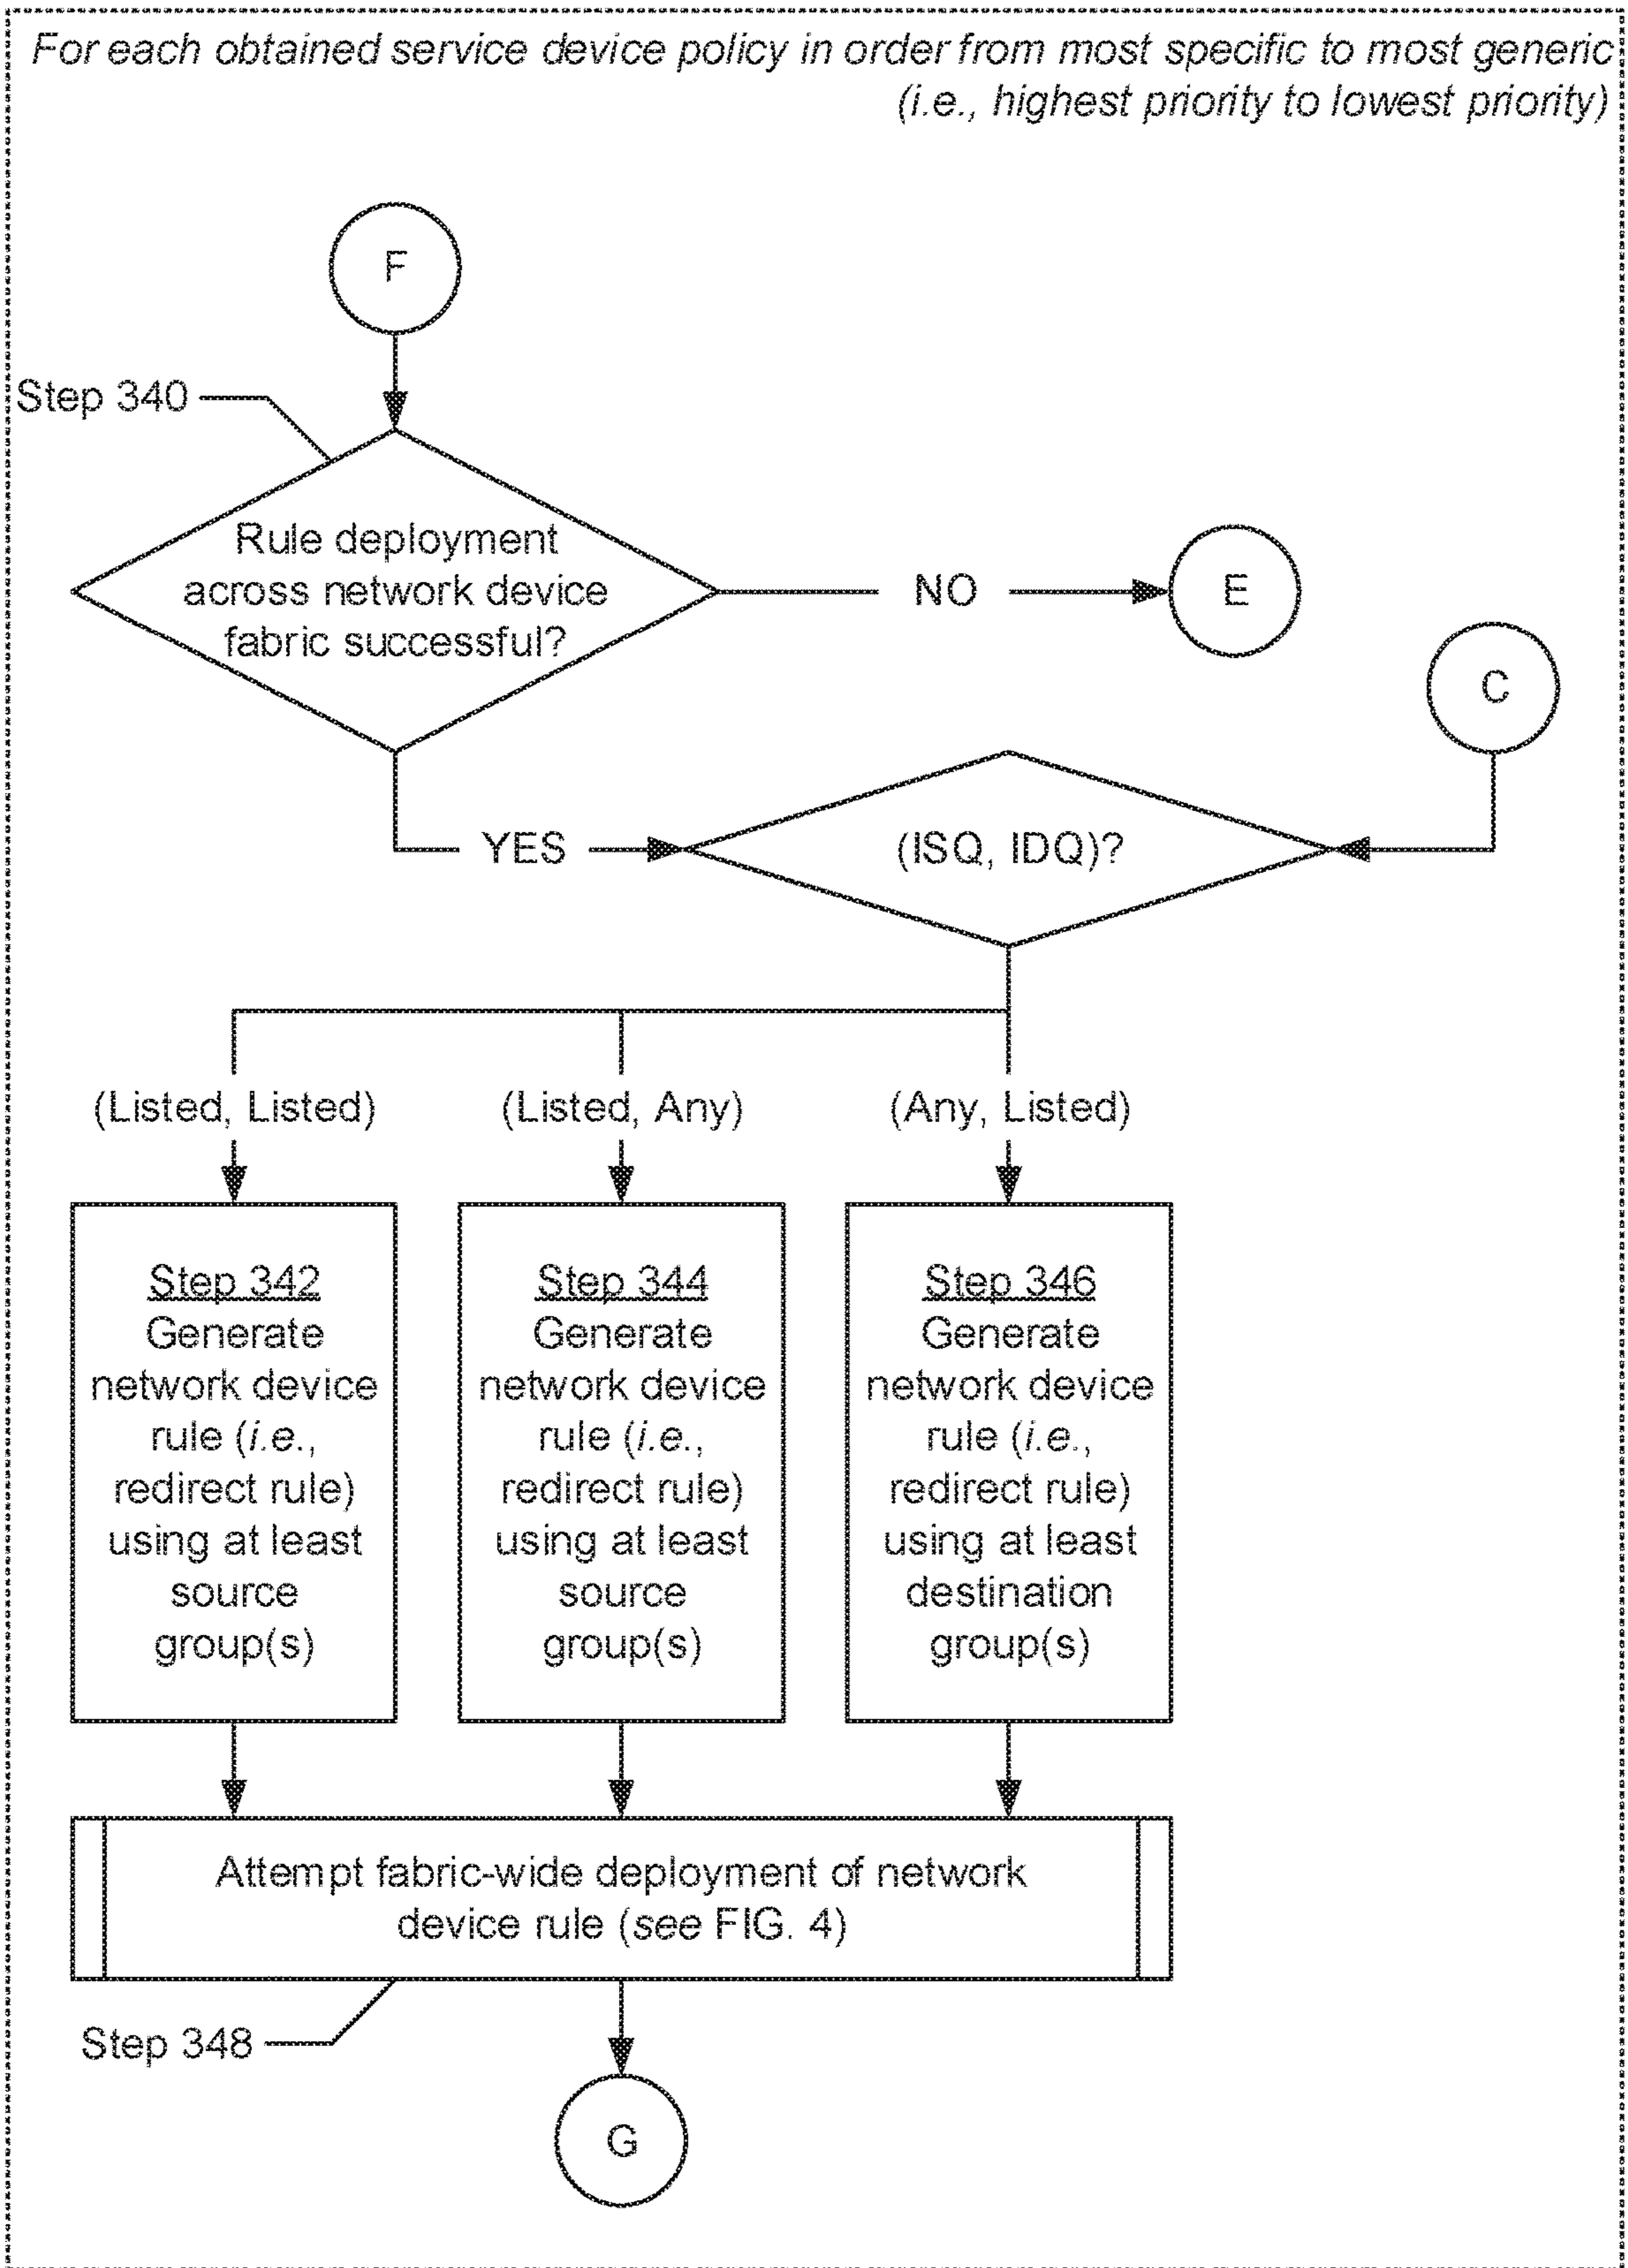 For each obtained service device policy in order from most specific to most generic
(i.e., highest priority to lowest priority)
F
Step 340
Rule deployment
across network device
fabric successful?
NO
E
C
YES
(ISQ, IDQ)?
(Listed, Listed)
(Listed, Any)
(Any, Listed)
Step 342
Generate
network device
rule (i.e.,
redirect rule)
using at least
source
group(s)
Step 344
Generate
network device
rule (i.e.,
redirect rule)
using at least
source
group(s)
Step 346
Generate
network device
rule (i.e.,
redirect rule)
using at least
destination
group(s)
Attempt fabric-wide deployment of network
device rule (see FIG. 4)
Step 348
G